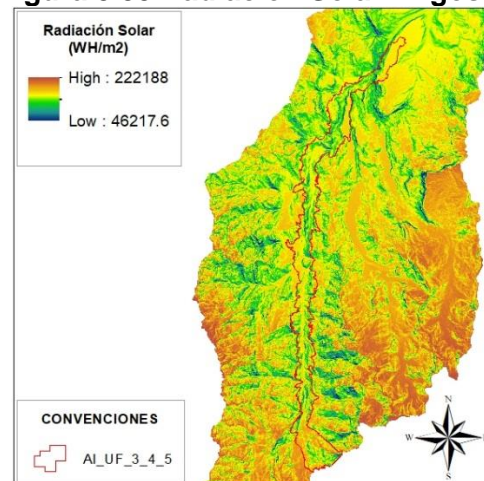 Radiación Solar
(WH/m2)
High : 222188
Low : 46217.6
CONVENCIONES
AI_UF_3_4_5
N
W
S